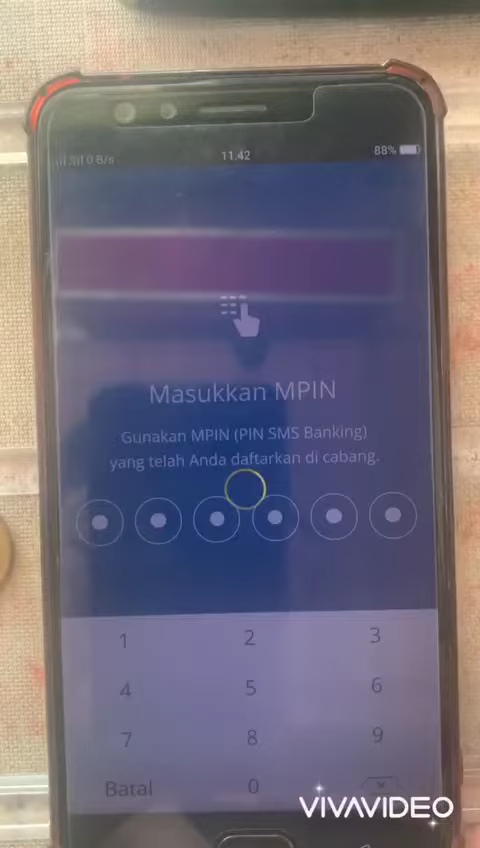 0 B/s
11.42
88%
Masukkan MPIN
Gunakan MPIN (PIN SMS Banking)
yang telah Anda daftarkan di cabang.
1 2 3
4 5 6
7 8 9
Batal 0
VIVAVIDEO